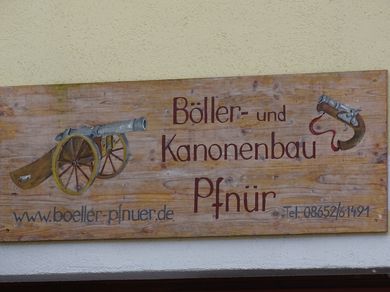 Böller- und
Kanonenbau
Pfnür
www.boeller-pfnuer.de
Tel. 08652/61491